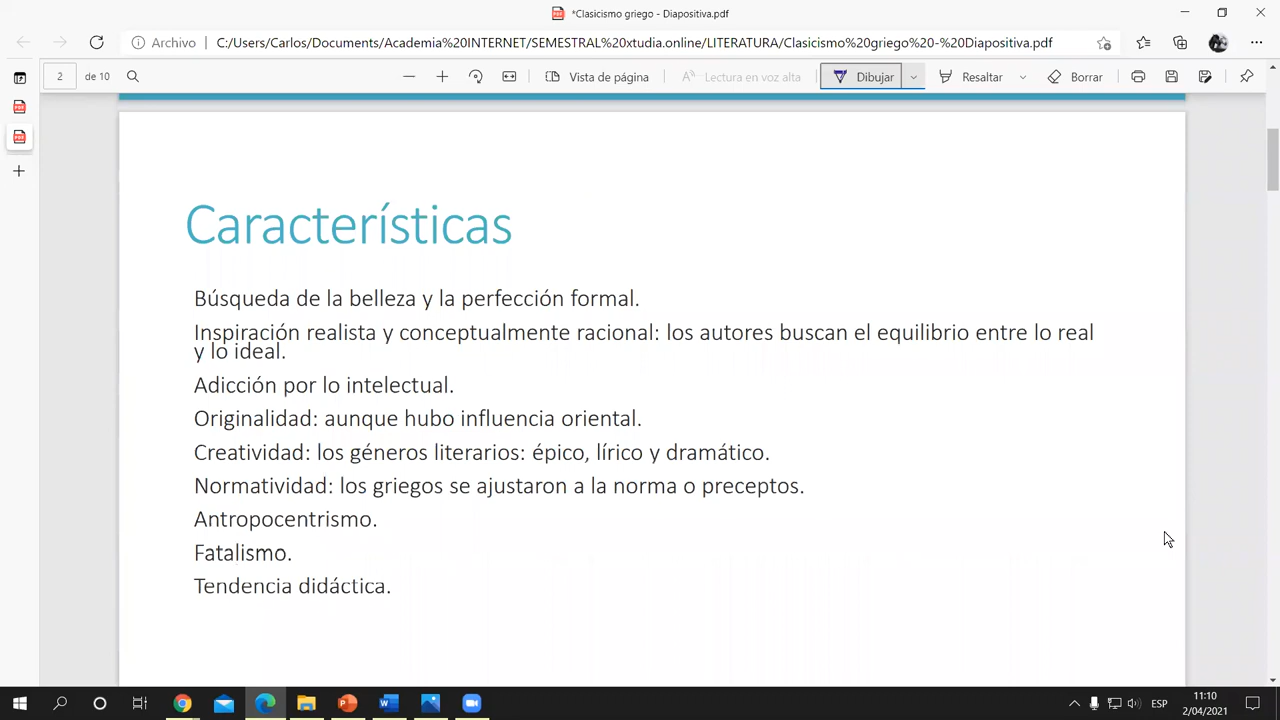 *Clasicismo griego - Diapositiva.pdf
Archivo C:/Users/Carlos/Documents/Academia%20INTERNET/SEMESTRAL%20xtudia.online/LITERATURA/Clasicismo%20griego%20-%20Diapositiva.pdf
2 de 10 Vista de página Lectura en voz alta Dibujar Resaltar Borrar
Características
Búsqueda de la belleza y la perfección formal.
Inspiración realista y conceptualmente racional: los autores buscan el equilibrio entre lo real
y lo ideal.
Adicción por lo intelectual.
Originalidad: aunque hubo influencia oriental.
Creatividad: los géneros literarios: épico, lírico y dramático.
Normatividad: los griegos se ajustaron a la norma o preceptos.
Antropocentrismo.
Fatalismo.
Tendencia didáctica.
ESP
11:10
2/04/2021